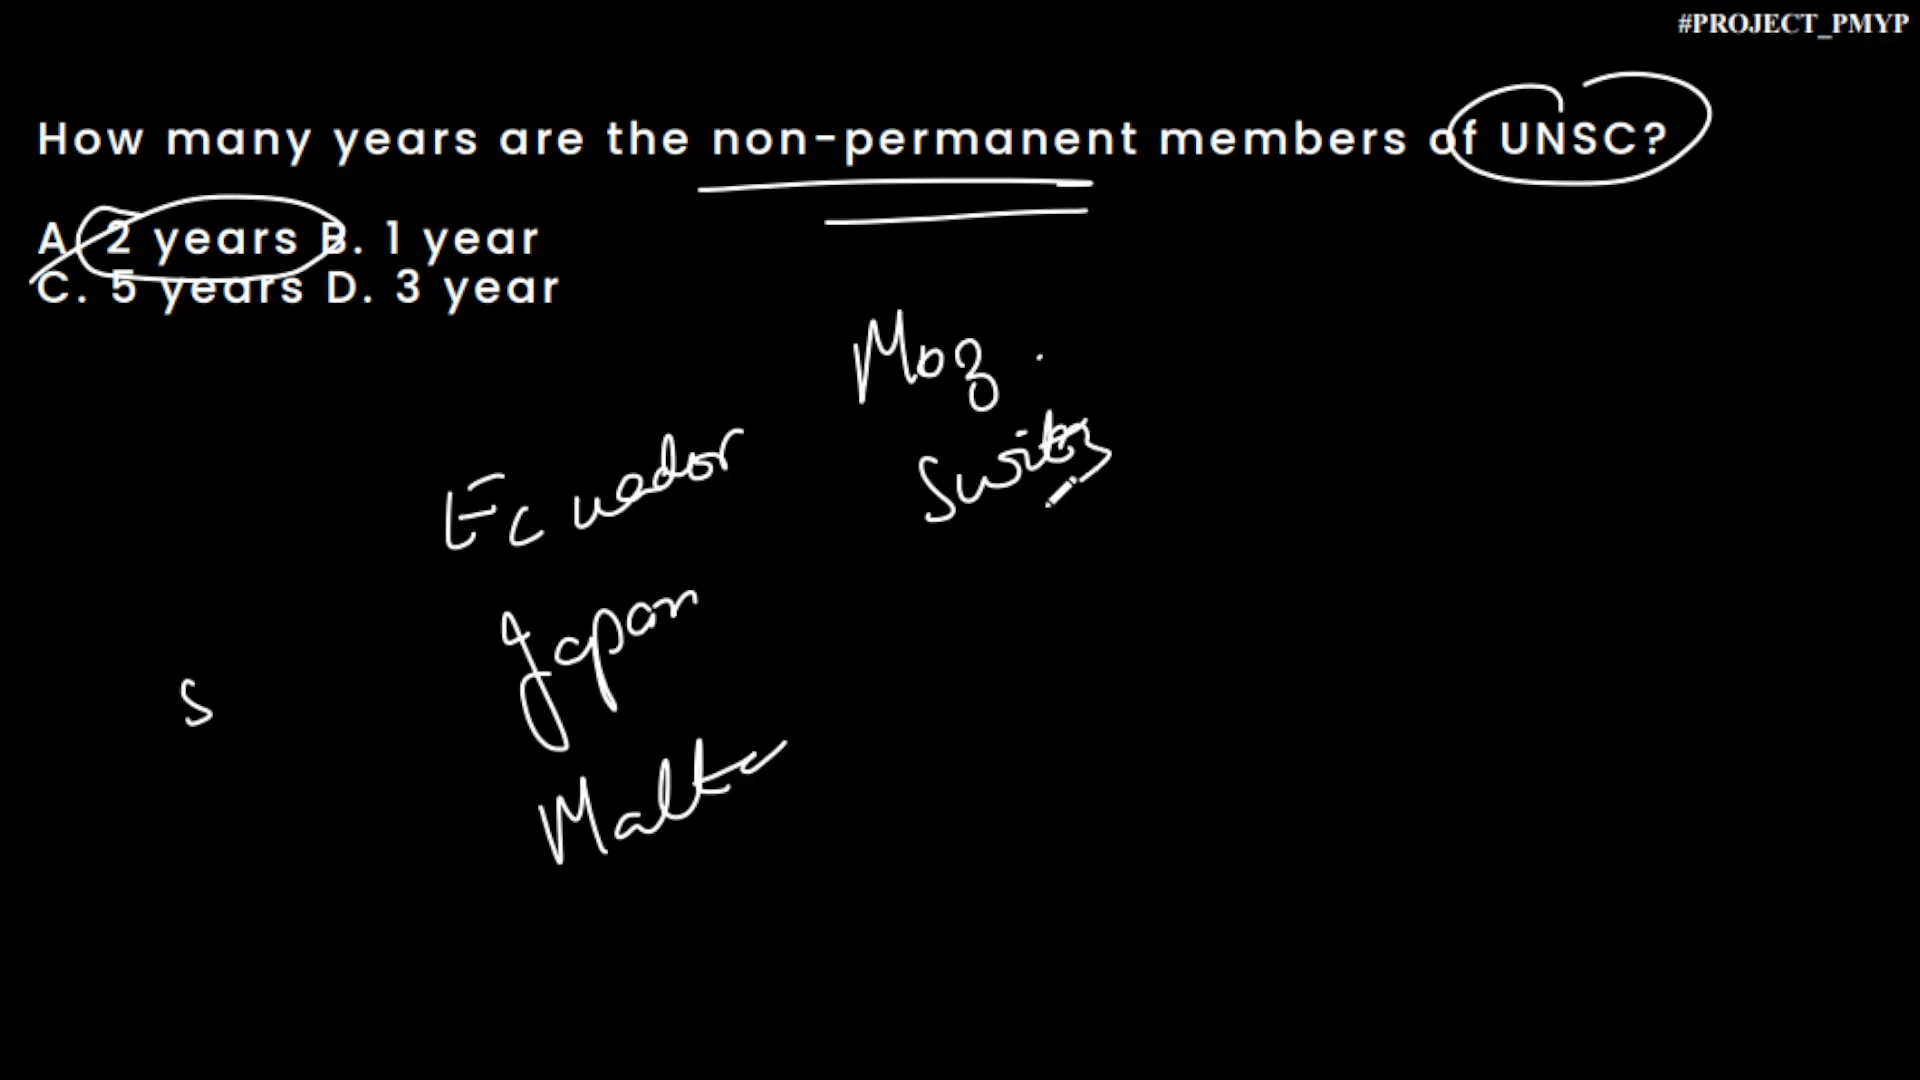 #PROJECT_PMYP
How many years are the non-permanent members of UNSC?
A. 2 years B. 1 year
C. 5 years D. 3 year
Moz.
Ecuador
Switz
Japan
s
Malta